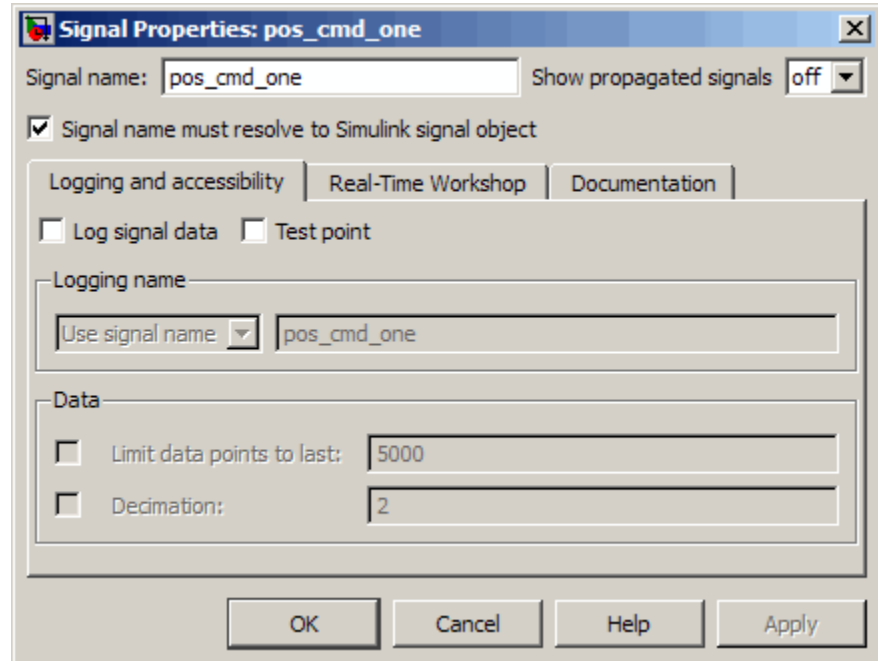 Signal Properties: pos_cmd_one
Signal name: pos_cmd_one Show propagated signals off
Signal name must resolve to Simulink signal object
Logging and accessibility Real-Time Workshop Documentation
Log signal data Test point
Logging name
Use signal name pos_cmd_one
Data
Limit data points to last: 5000
Decimation: 2
OK Cancel Help Apply